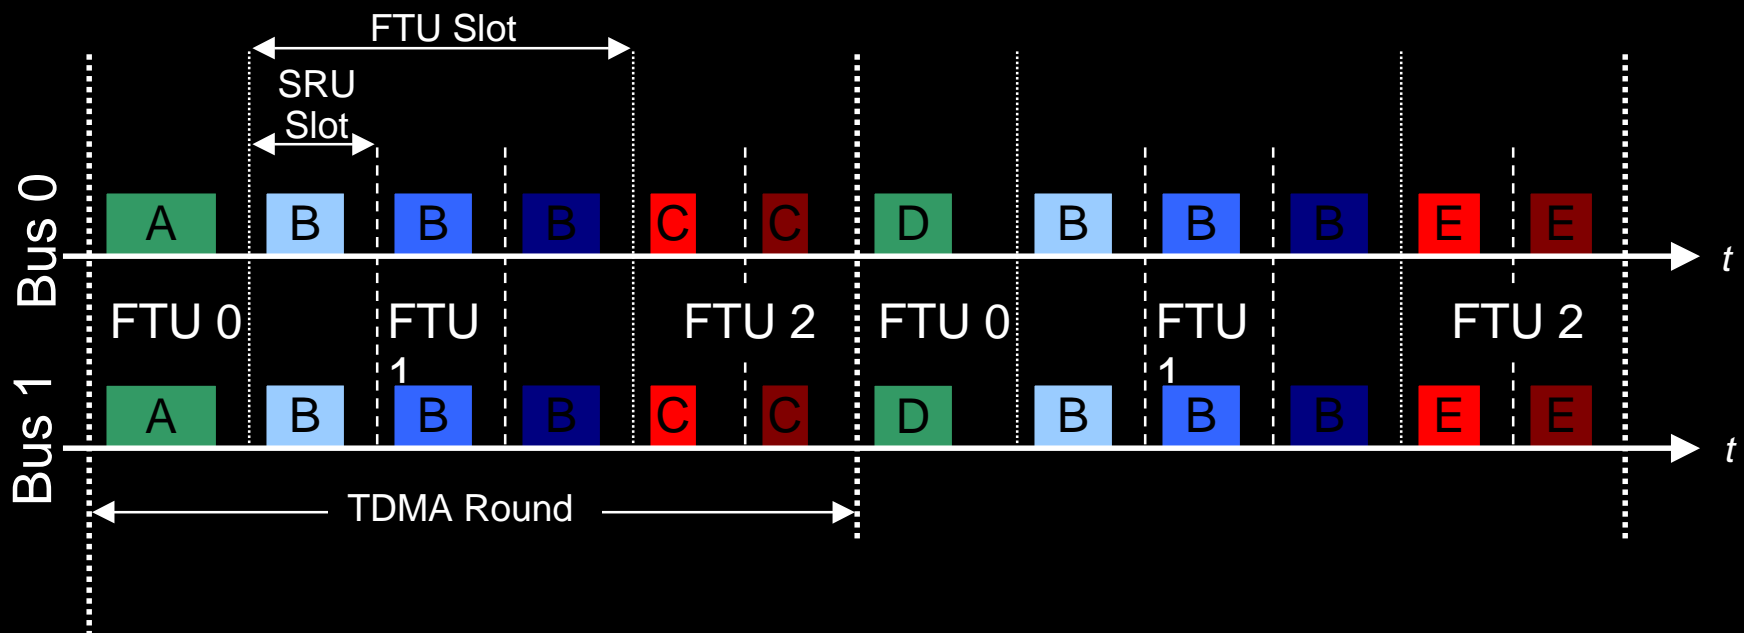 FTU Slot
SRU
Slot
Bus 0
A B B B C C D B B B E E
t
FTU 0 FTU 1 FTU 2 FTU 0 FTU 1 FTU 2
Bus 1
A B B B C C D B B B E E
t
TDMA Round